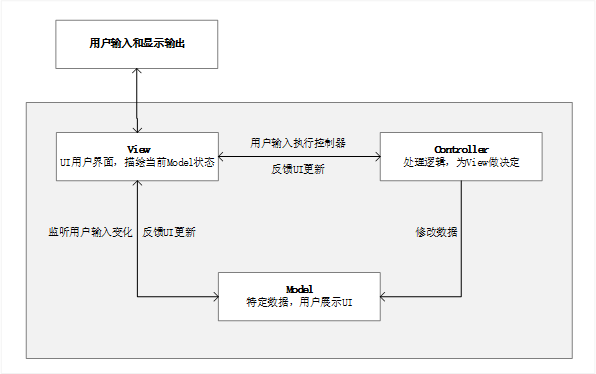 用户输入和显示输出
View
UI用户界面，描绘当前Model状态
用户输入执行控制器
反馈UI更新
Controller
处理逻辑，为View做决定
监听用户输入变化
反馈UI更新
修改数据
Model
特定数据，用户展示UI